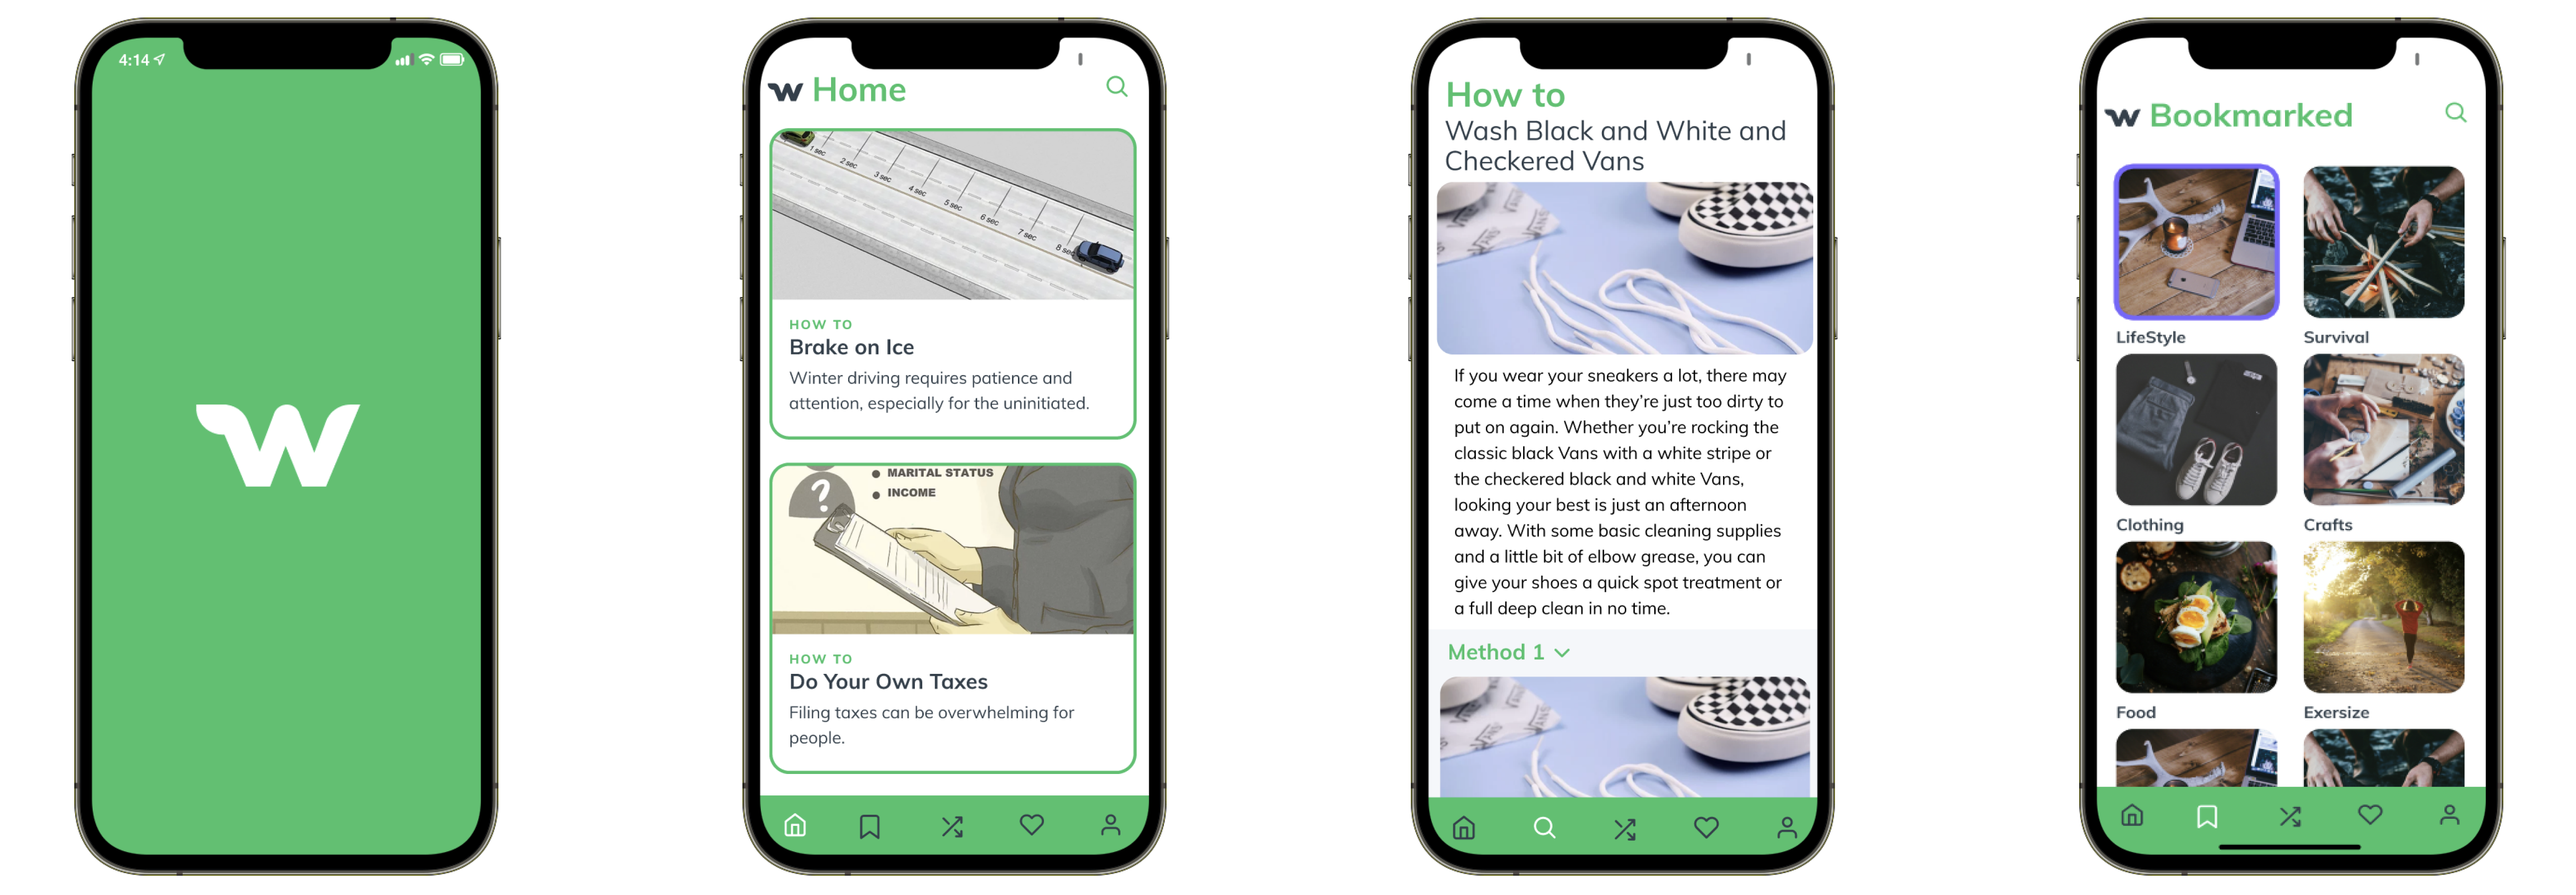 4:14
w
w Home
1 sec
2 sec
3 sec
4 sec
5 sec
6 sec
7 sec
8 sec
HOW TO
Brake on Ice
Winter driving requires patience and
attention, especially for the uninitiated.
?
MARITAL STATUS
INCOME
HOW TO
Do Your Own Taxes
Filing taxes can be overwhelming for
people.
How to
Wash Black and White and
Checkered Vans
VANS
If you wear your sneakers a lot, there may
come a time when they’re just too dirty to
put on again. Whether you’re rocking the
classic black Vans with a white stripe or
the checkered black and white Vans,
looking your best is just an afternoon
away. With some basic cleaning supplies
and a little bit of elbow grease, you can
give your shoes a quick spot treatment or
a full deep clean in no time.
Method 1
VANS
w Bookmarked
LifeStyle
Survival
Clothing
Crafts
Food
Exersize